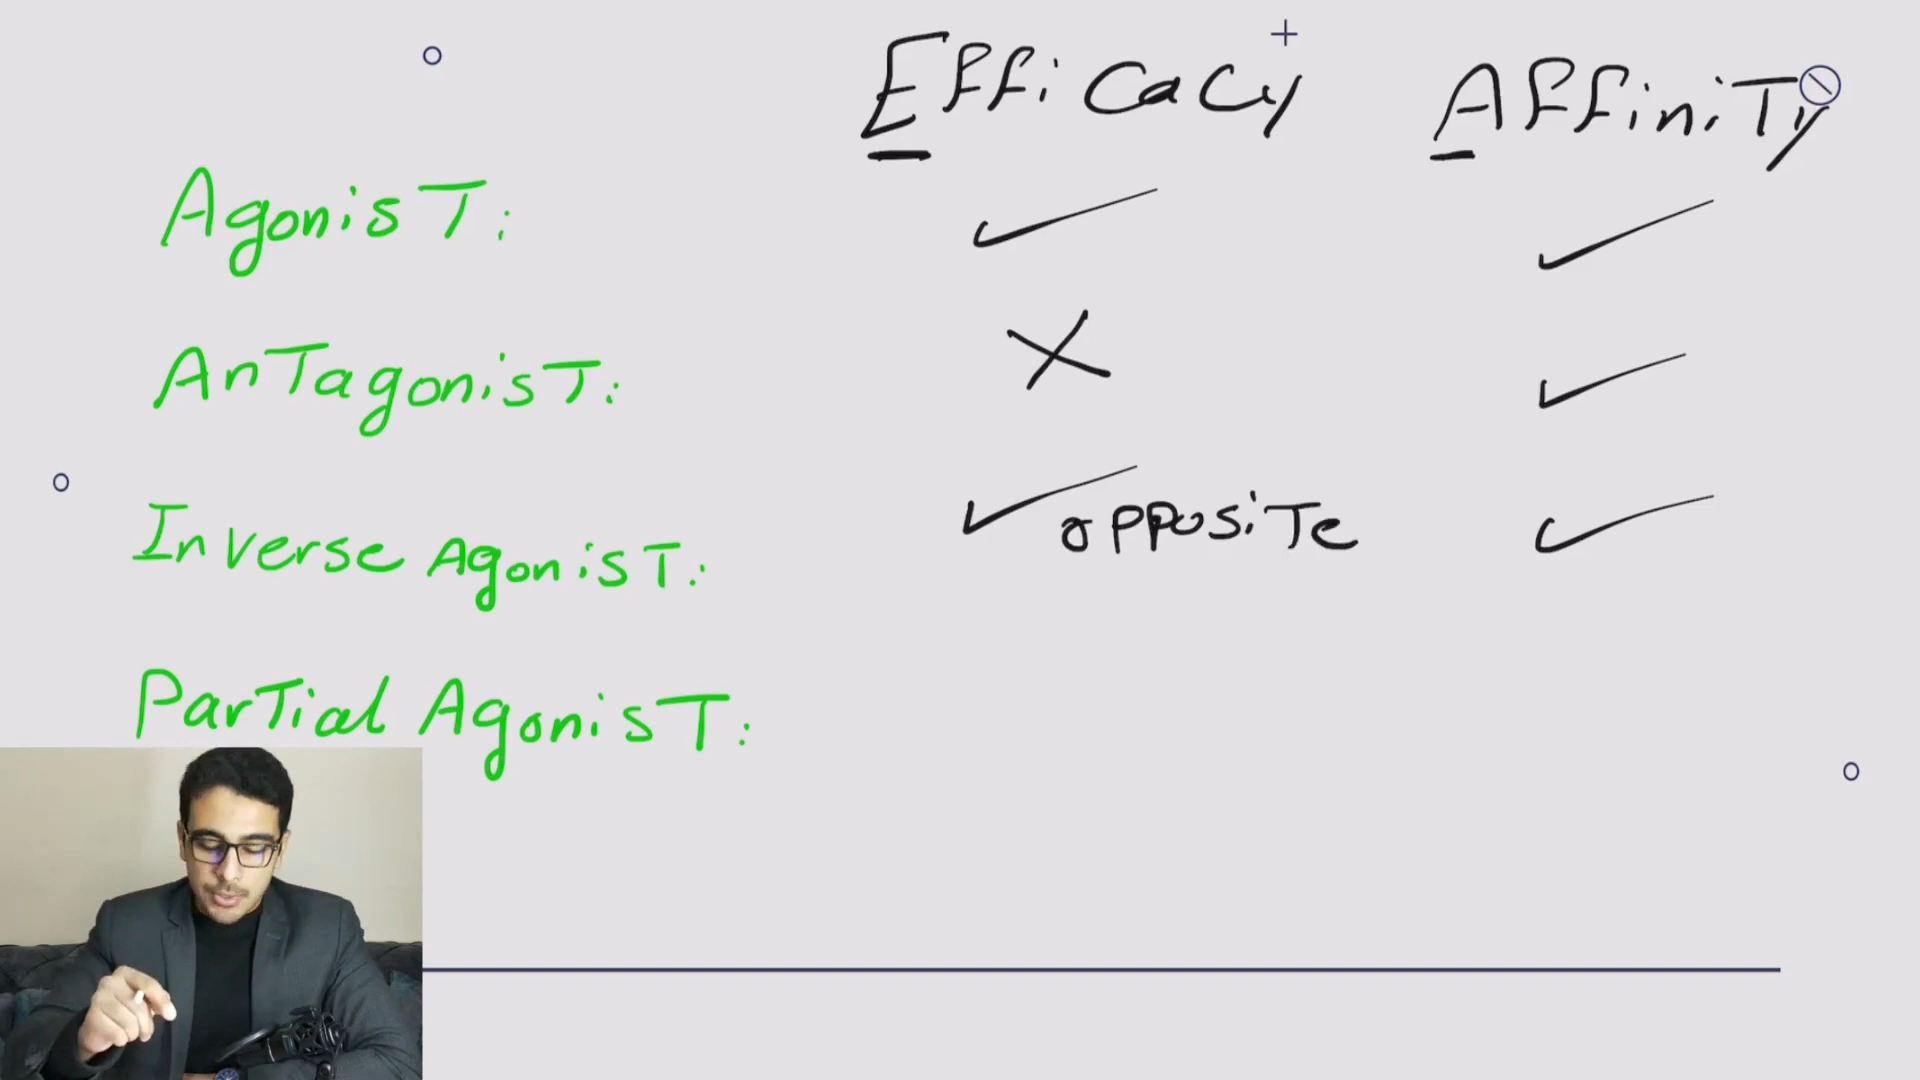 Efficacy Affinity
Agonist:
Antagonist:
Inverse Agonist: opposite
Partial Agonist: